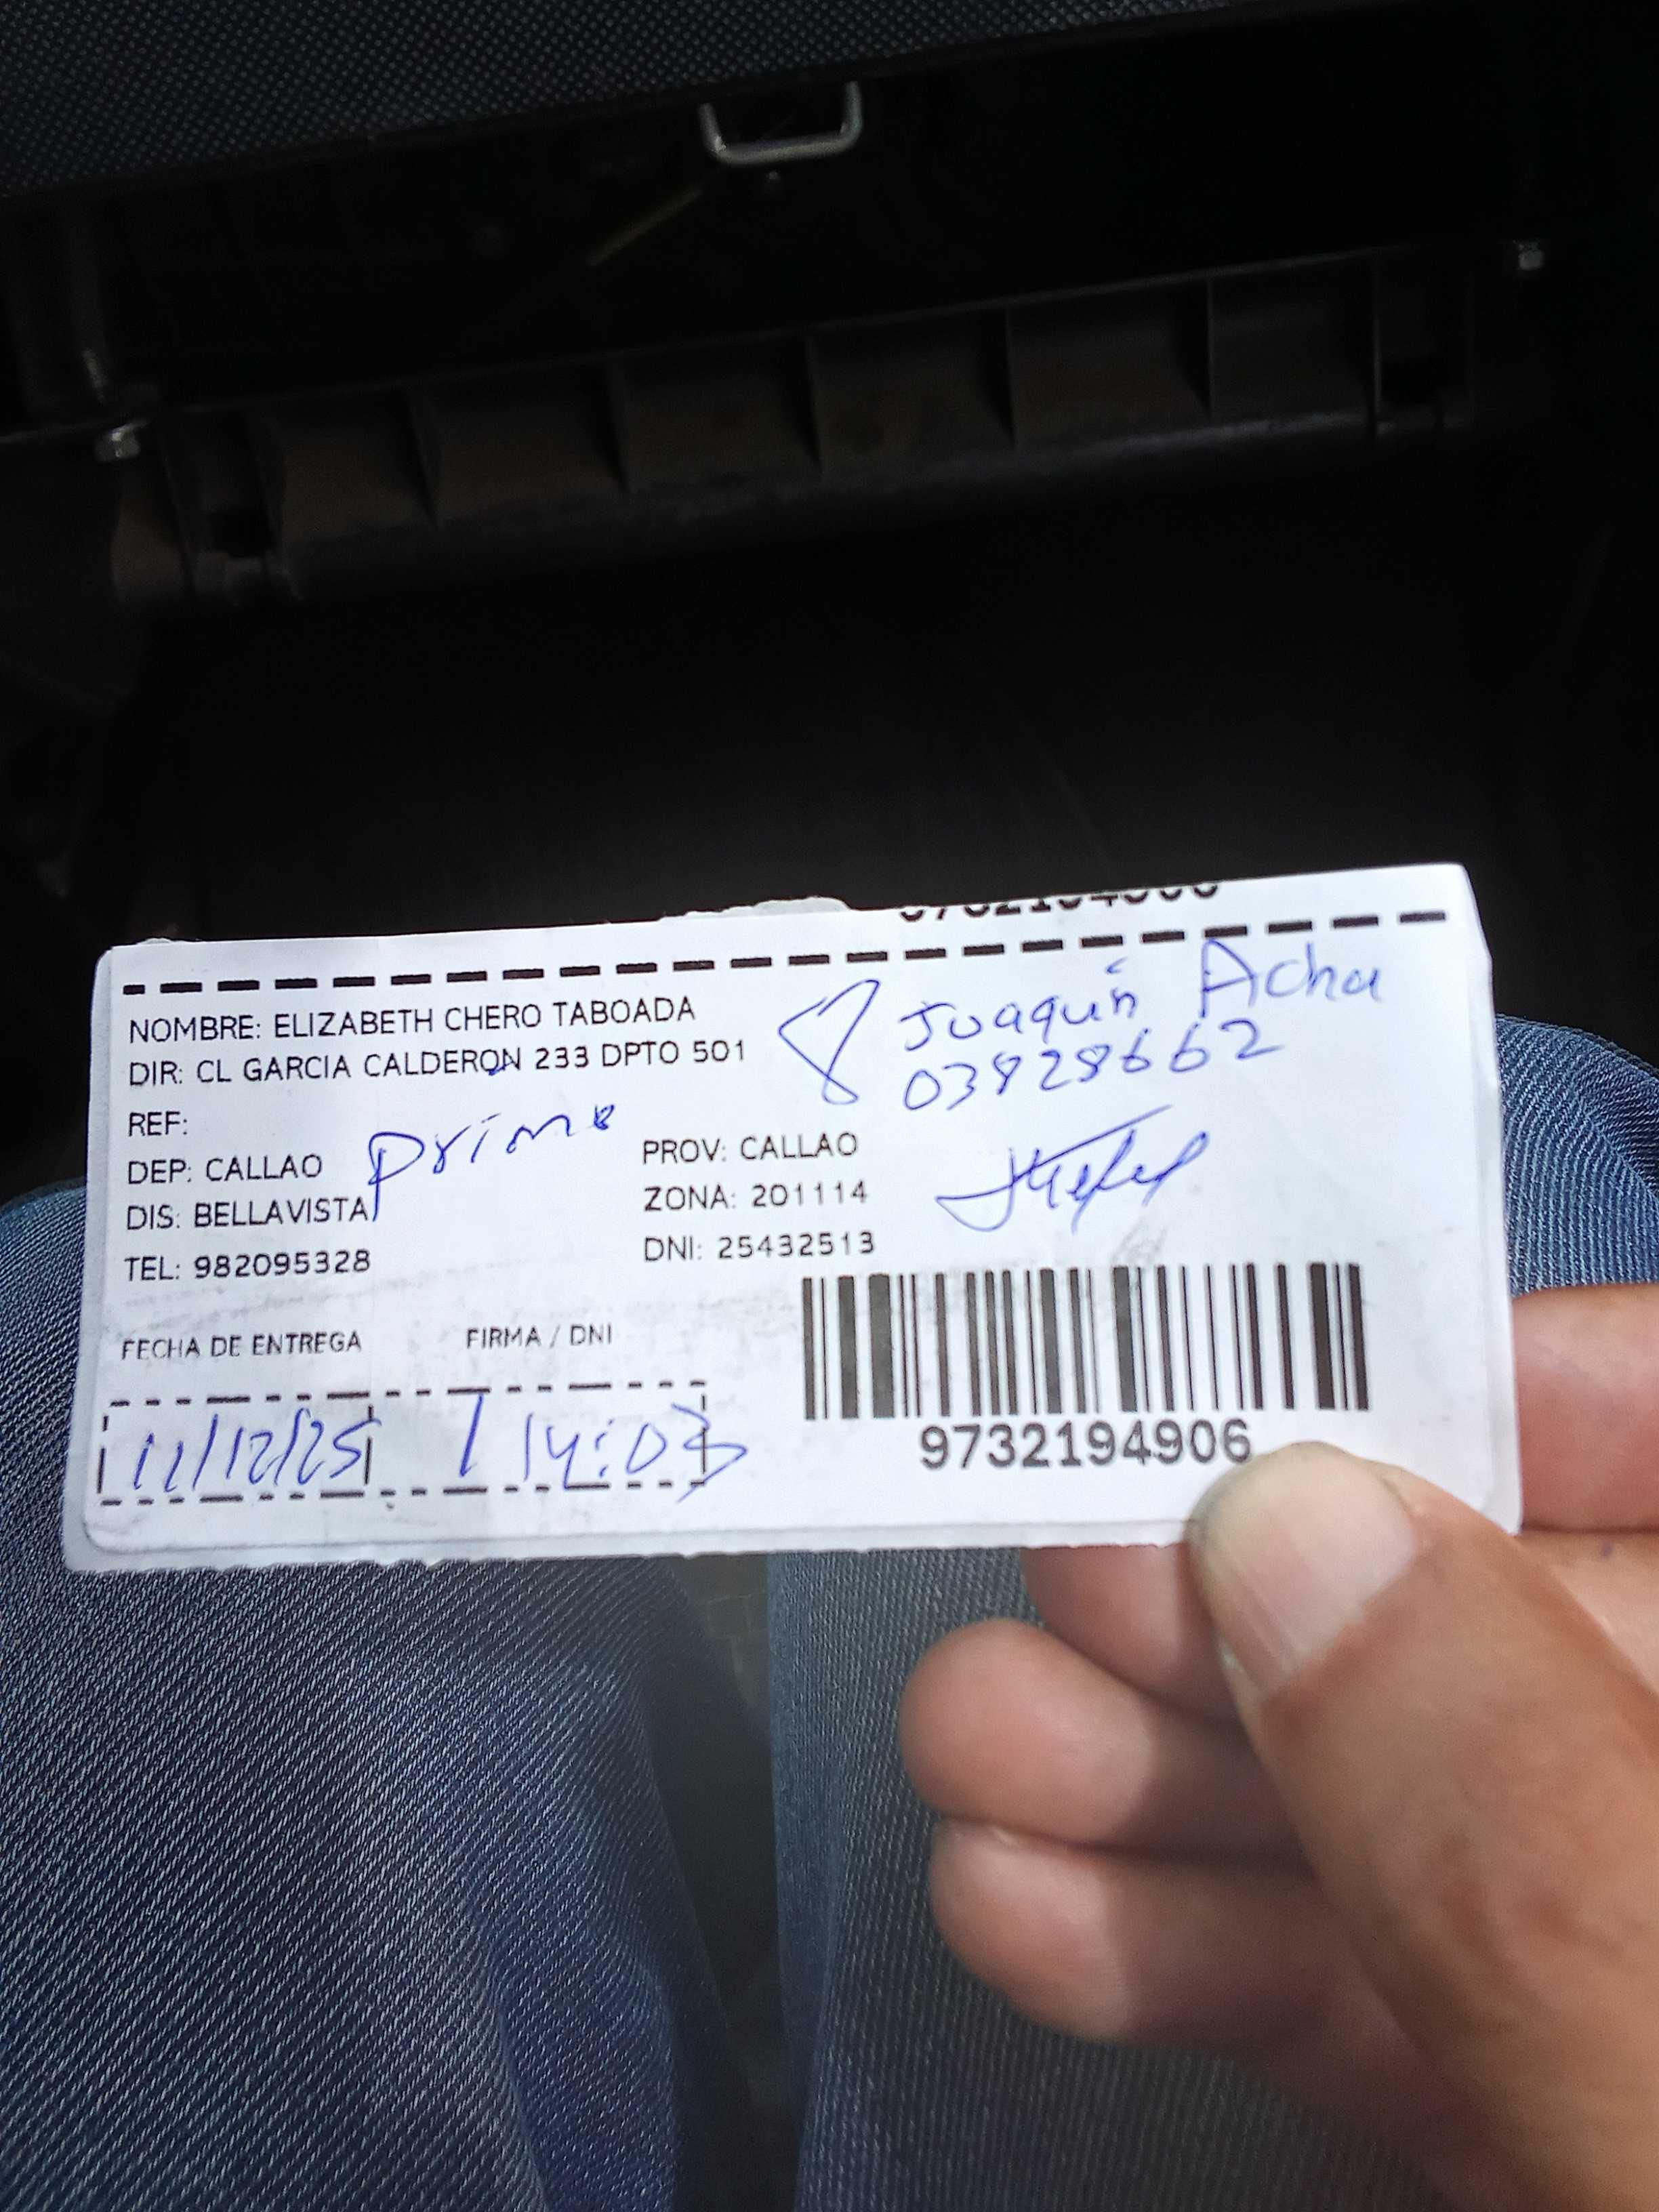 9732194906
NOMBRE: ELIZABETH CHERO TABOADA
DIR: CL GARCIA CALDERON 233 DPTO 501
Joaquín Acha
03828662
REF:
primo
DEP: CALLAO PROV: CALLAO
DIS: BELLAVISTA ZONA: 201114
TEL: 982095328 DNI: 25432513
FECHA DE ENTREGA FIRMA / DNI
11/12/25 / 14:03
9732194906